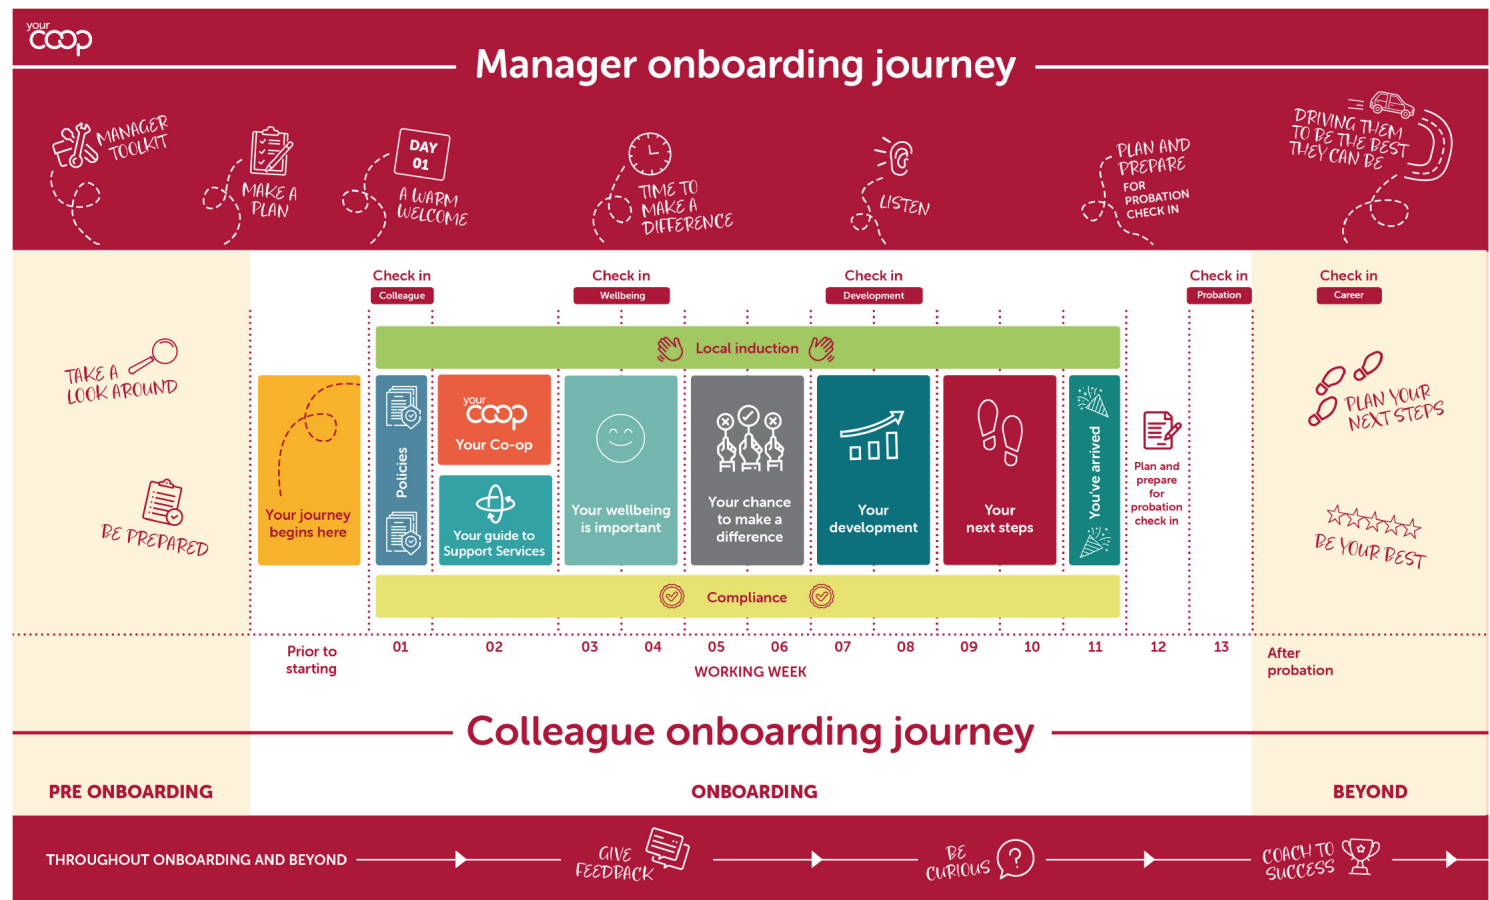 your
coop
Manager onboarding journey
MANAGER
TOOLKIT
MAKE A
PLAN
DAY
01
A WARM
WELCOME
TIME TO
MAKE A
DIFFERENCE
LISTEN
PLAN AND
PREPARE
FOR
PROBATION
CHECK IN
DRIVING THEM
TO BE THE BEST
THEY CAN BE
Check in
Colleague
Check in
Wellbeing
Check in
Development
Check in
Probation
Check in
Career
TAKE A
LOOK AROUND
BE PREPARED
Local induction
Your journey
begins here
Policies
your
coop
Your Co-op
Your guide to
Support Services
Your wellbeing
is important
Your chance
to make a
difference
Your
development
Your
next steps
You've arrived
Plan and
prepare
for
probation
check in
PLAN YOUR
NEXT STEPS
BE YOUR BEST
Compliance
Prior to
starting
01 02 03 04 05 06 07 08 09 10 11 12 13
WORKING WEEK
After
probation
Colleague onboarding journey
PRE ONBOARDING
ONBOARDING
BEYOND
THROUGHOUT ONBOARDING AND BEYOND
GIVE
FEEDBACK
BE
CURIOUS
?
COACH TO
SUCCESS